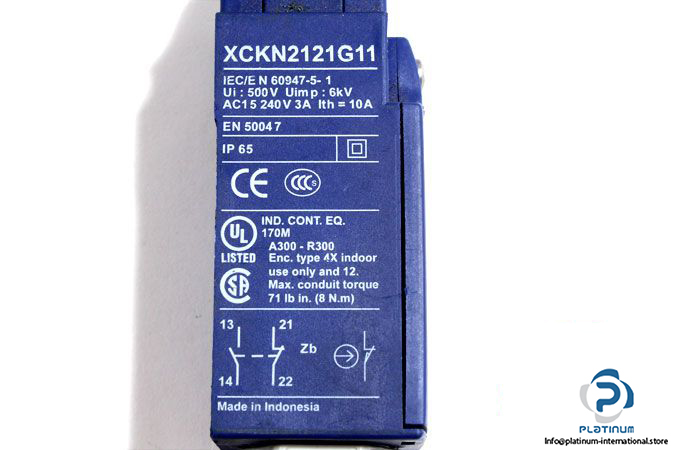 XCKN2121G11
IEC/EN 60947-5-1
Ui : 500V Uimp : 6kV
AC15 240V 3A Ith = 10A
EN 50047
IP 65
CE CCC S
UL LISTED
IND. CONT. EQ.
170M
A300 - R300
Enc. type 4X indoor
use only and 12.
Max. conduit torque
71 lb in. (8 N.m)
SA
13 21
Zb
14 22
Made in Indonesia
PLATINUM
info@platinum-international.store